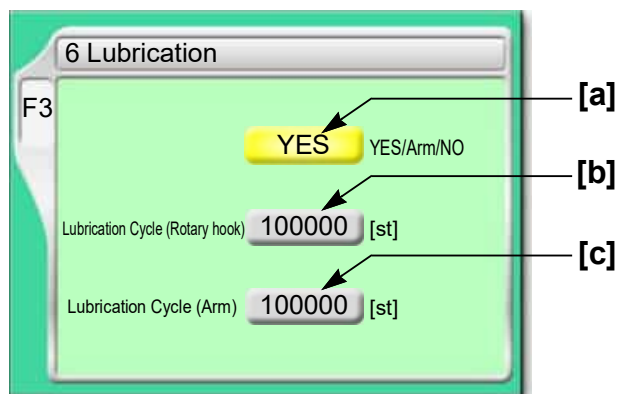 6 Lubrication
F3
[a]
YES YES/Arm/NO
[b]
Lubrication Cycle (Rotary hook) 100000 [st]
[c]
Lubrication Cycle (Arm) 100000 [st]